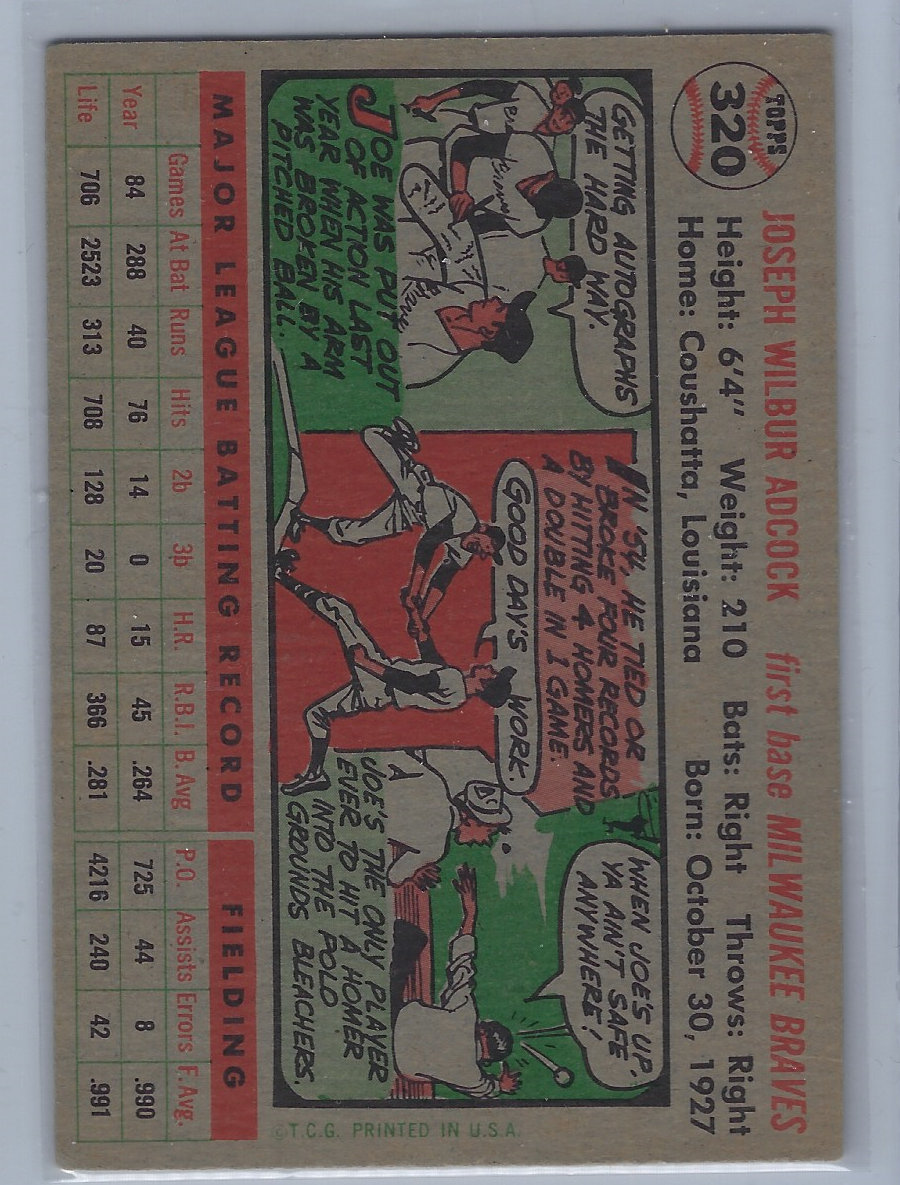 TOPPS
320
JOSEPH WILBUR ADCOCK first base MILWAUKEE BRAVES
Height: 6'4" Weight: 210 Bats: Right Throws: Right
Home: Coushatta, Louisiana Born: October 30, 1927
GETTING AUTOGRAPHS
THE HARD WAY.
JOE WAS PUT OUT
OF ACTION LAST
YEAR WHEN HIS ARM
WAS BROKEN BY A
PITCHED BALL.
IN '54, HE TIED OR
BROKE FOUR RECORDS
BY HITTING 4 HOMERS AND
A DOUBLE IN 1 GAME.
GOOD DAY'S WORK.
WHEN JOE'S UP,
YA AIN'T SAFE
ANYWHERE!
JOE'S THE ONLY PLAYER
EVER TO HIT A HOMER
INTO THE POLO
GROUNDS BLEACHERS.
MAJOR LEAGUE BATTING RECORD FIELDING
Games At Bat Runs Hits 2b 3b H.R. R.B.I. B. Avg P.O. Assists Errors F. Avg.
Year 84 288 40 76 14 0 15 45 .264 725 44 8 .990
Life 706 2523 313 708 128 20 87 366 .281 4216 240 42 .991
©T.C.G. PRINTED IN U.S.A.